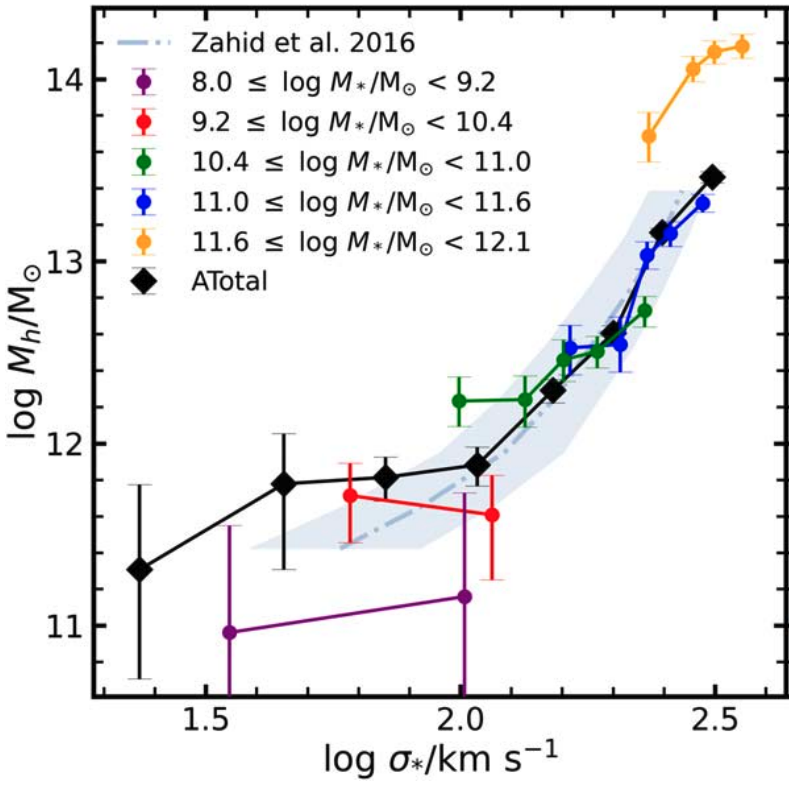 Zahid et al. 2016
8.0 ≤ log M*/M⊙ < 9.2
9.2 ≤ log M*/M⊙ < 10.4
10.4 ≤ log M*/M⊙ < 11.0
11.0 ≤ log M*/M⊙ < 11.6
11.6 ≤ log M*/M⊙ < 12.1
ATotal
log Mh/M⊙
14
13
12
11
1.5 2.0 2.5
log σ*/km s⁻¹